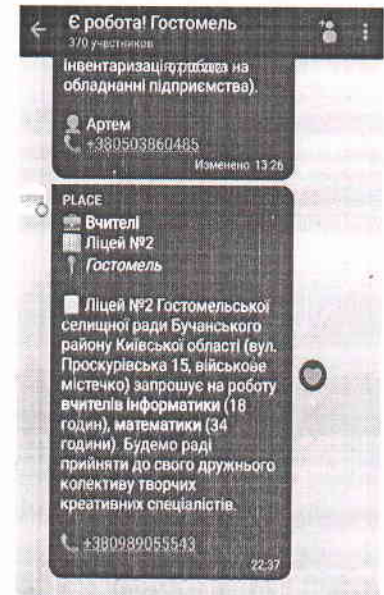 Є робота! Гостомель
370 участников
Інвентаризація, робота на
обладнанні підприємства).
Артем
+380503860485
Изменено 13:26
PLACE
Вчителі
Ліцей №2
Гостомель
Ліцей №2 Гостомельської
селищної ради Бучанського
району Київської області (вул.
Проскурівська 15, військове
містечко) запрошує на роботу
вчителів інформатики (18
годин), математики (34
години). Будемо раді
прийняти до свого дружнього
колективу творчих
креативних спеціалістів.
+380989055543
22:37